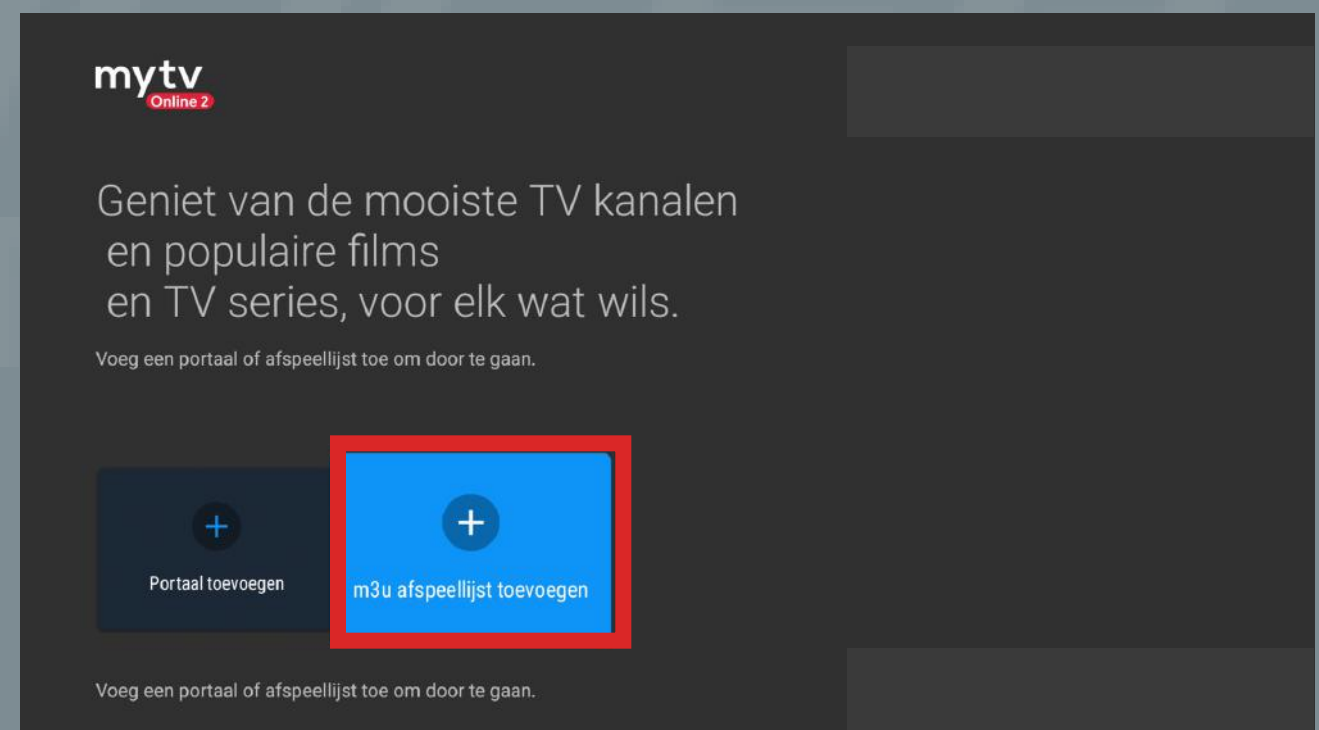 mytv
Online 2
Geniet van de mooiste TV kanalen
en populaire films
en TV series, voor elk wat wils.
Voeg een portaal of afspeellijst toe om door te gaan.
Portaal toevoegen
m3u afspeellijst toevoegen
Voeg een portaal of afspeellijst toe om door te gaan.